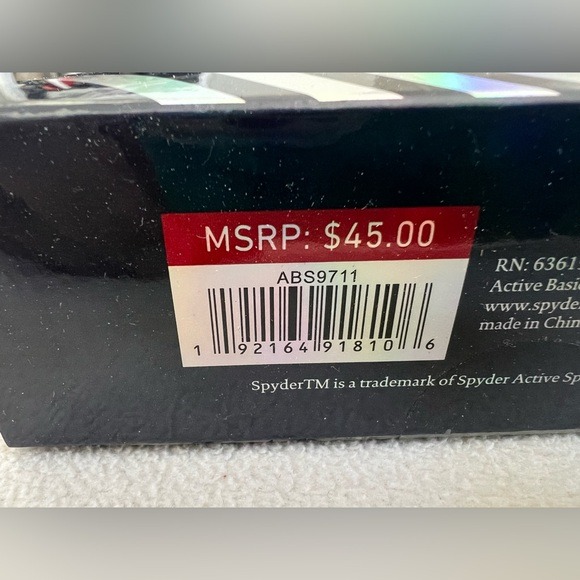 MSRP: $45.00
ABS9711
1 92164 91810 6
RN: 6361
Active Basi
www.spyde
made in Chin
SpyderTM is a trademark of Spyder Active Sp